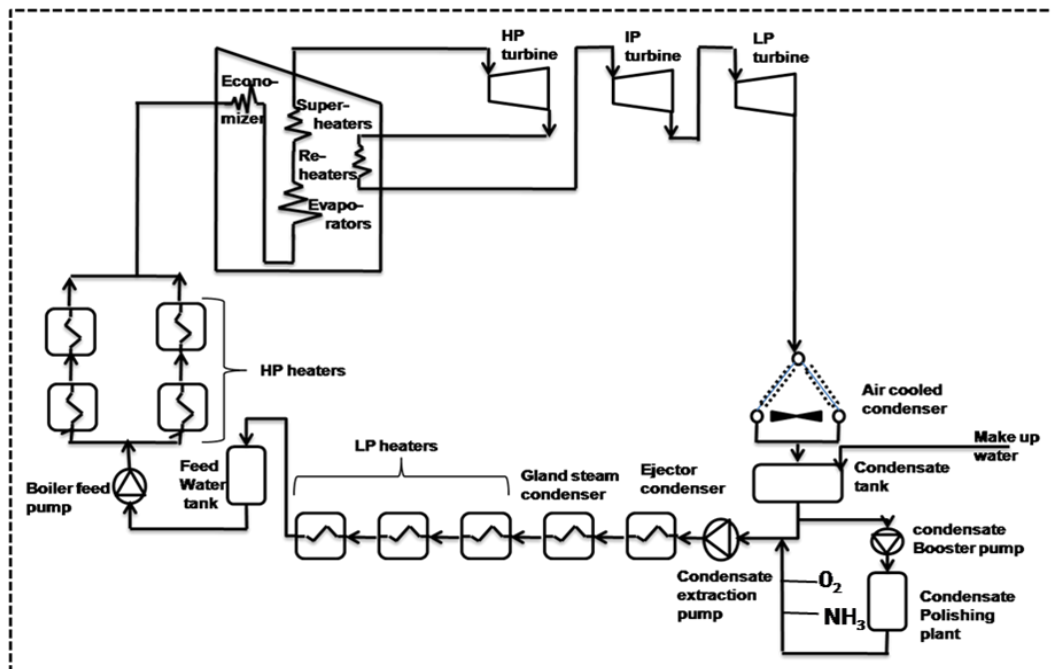 HP
turbine
IP
turbine
LP
turbine
Econo-
mizer
Super-
heaters
Re-
heaters
Evapo-
rators
HP heaters
Air cooled
condenser
Make up
water
LP heaters
Feed
Water
tank
Boiler feed
pump
Gland steam
condenser
Ejector
condenser
Condensate
tank
condensate
Booster pump
Condensate
extraction
pump
O₂
NH₃
Condensate
Polishing
plant